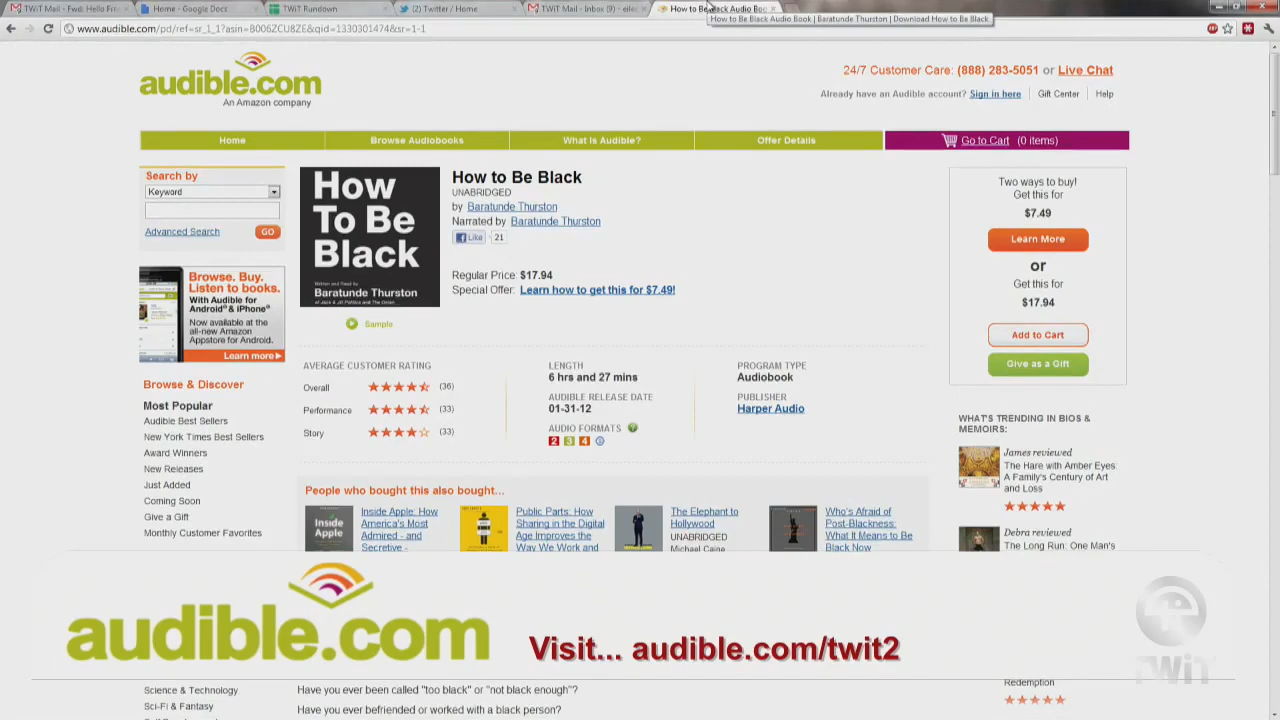 TWiT Mail - Fwd: Hello Fr
Home - Google Docs
TWiT Rundown
(2) Twitter / Home
TWiT Mail - Inbox (9) - eile
How to Be Black Audio Boo
How to Be Black Audio Book | Baratunde Thurston | Download How to Be Black
www.audible.com/pd/ref=sr_1_1?asin=B006ZCU8ZE&qid=1330301474&sr=1-1
audible.com
An Amazon company
24/7 Customer Care: (888) 283-5051 or Live Chat
Already have an Audible account? Sign in here
Gift Center
Help
Home
Browse Audiobooks
What Is Audible?
Offer Details
Go to Cart (0 items)
Search by
Keyword
Advanced Search
GO
Browse. Buy.
Listen to books.
With Audible for
Android & iPhone
Now available at the
all-new Amazon
Appstore for Android.
Learn more
Browse & Discover
Most Popular
Audible Best Sellers
New York Times Best Sellers
Award Winners
New Releases
Just Added
Coming Soon
Give a Gift
Monthly Customer Favorites
How
To Be
Black
Written and Read by
Baratunde Thurston
Sample
How to Be Black
UNABRIDGED
by Baratunde Thurston
Narrated by Baratunde Thurston
Like 21
Regular Price: $17.94
Special Offer: Learn how to get this for $7.49!
AVERAGE CUSTOMER RATING
Overall (36)
Performance (33)
Story (33)
LENGTH
6 hrs and 27 mins
AUDIBLE RELEASE DATE
01-31-12
AUDIO FORMATS ?
2 3 4
PROGRAM TYPE
Audiobook
PUBLISHER
Harper Audio
Two ways to buy!
Get this for
$7.49
Learn More
or
Get this for
$17.94
Add to Cart
Give as a Gift
WHAT'S TRENDING IN BIOS &
MEMOIRS:
James reviewed
The Hare with Amber Eyes:
A Family's Century of Art
and Loss
Debra reviewed
The Long Run: One Man's
People who bought this also bought...
Inside
Apple
Inside Apple: How
America's Most
Admired - and
Secretive -
Public Parts: How
Sharing in the Digital
Age Improves the
Way We Work and
The Elephant to
Hollywood
UNABRIDGED
Michael Caine
Who's Afraid of
Post-Blackness:
What It Means to Be
Black Now
audible.com
Visit... audible.com/twit2
TWiT
Redemption
Science & Technology
Sci-Fi & Fantasy
Have you ever been called "too black" or "not black enough"?
Have you ever befriended or worked with a black person?